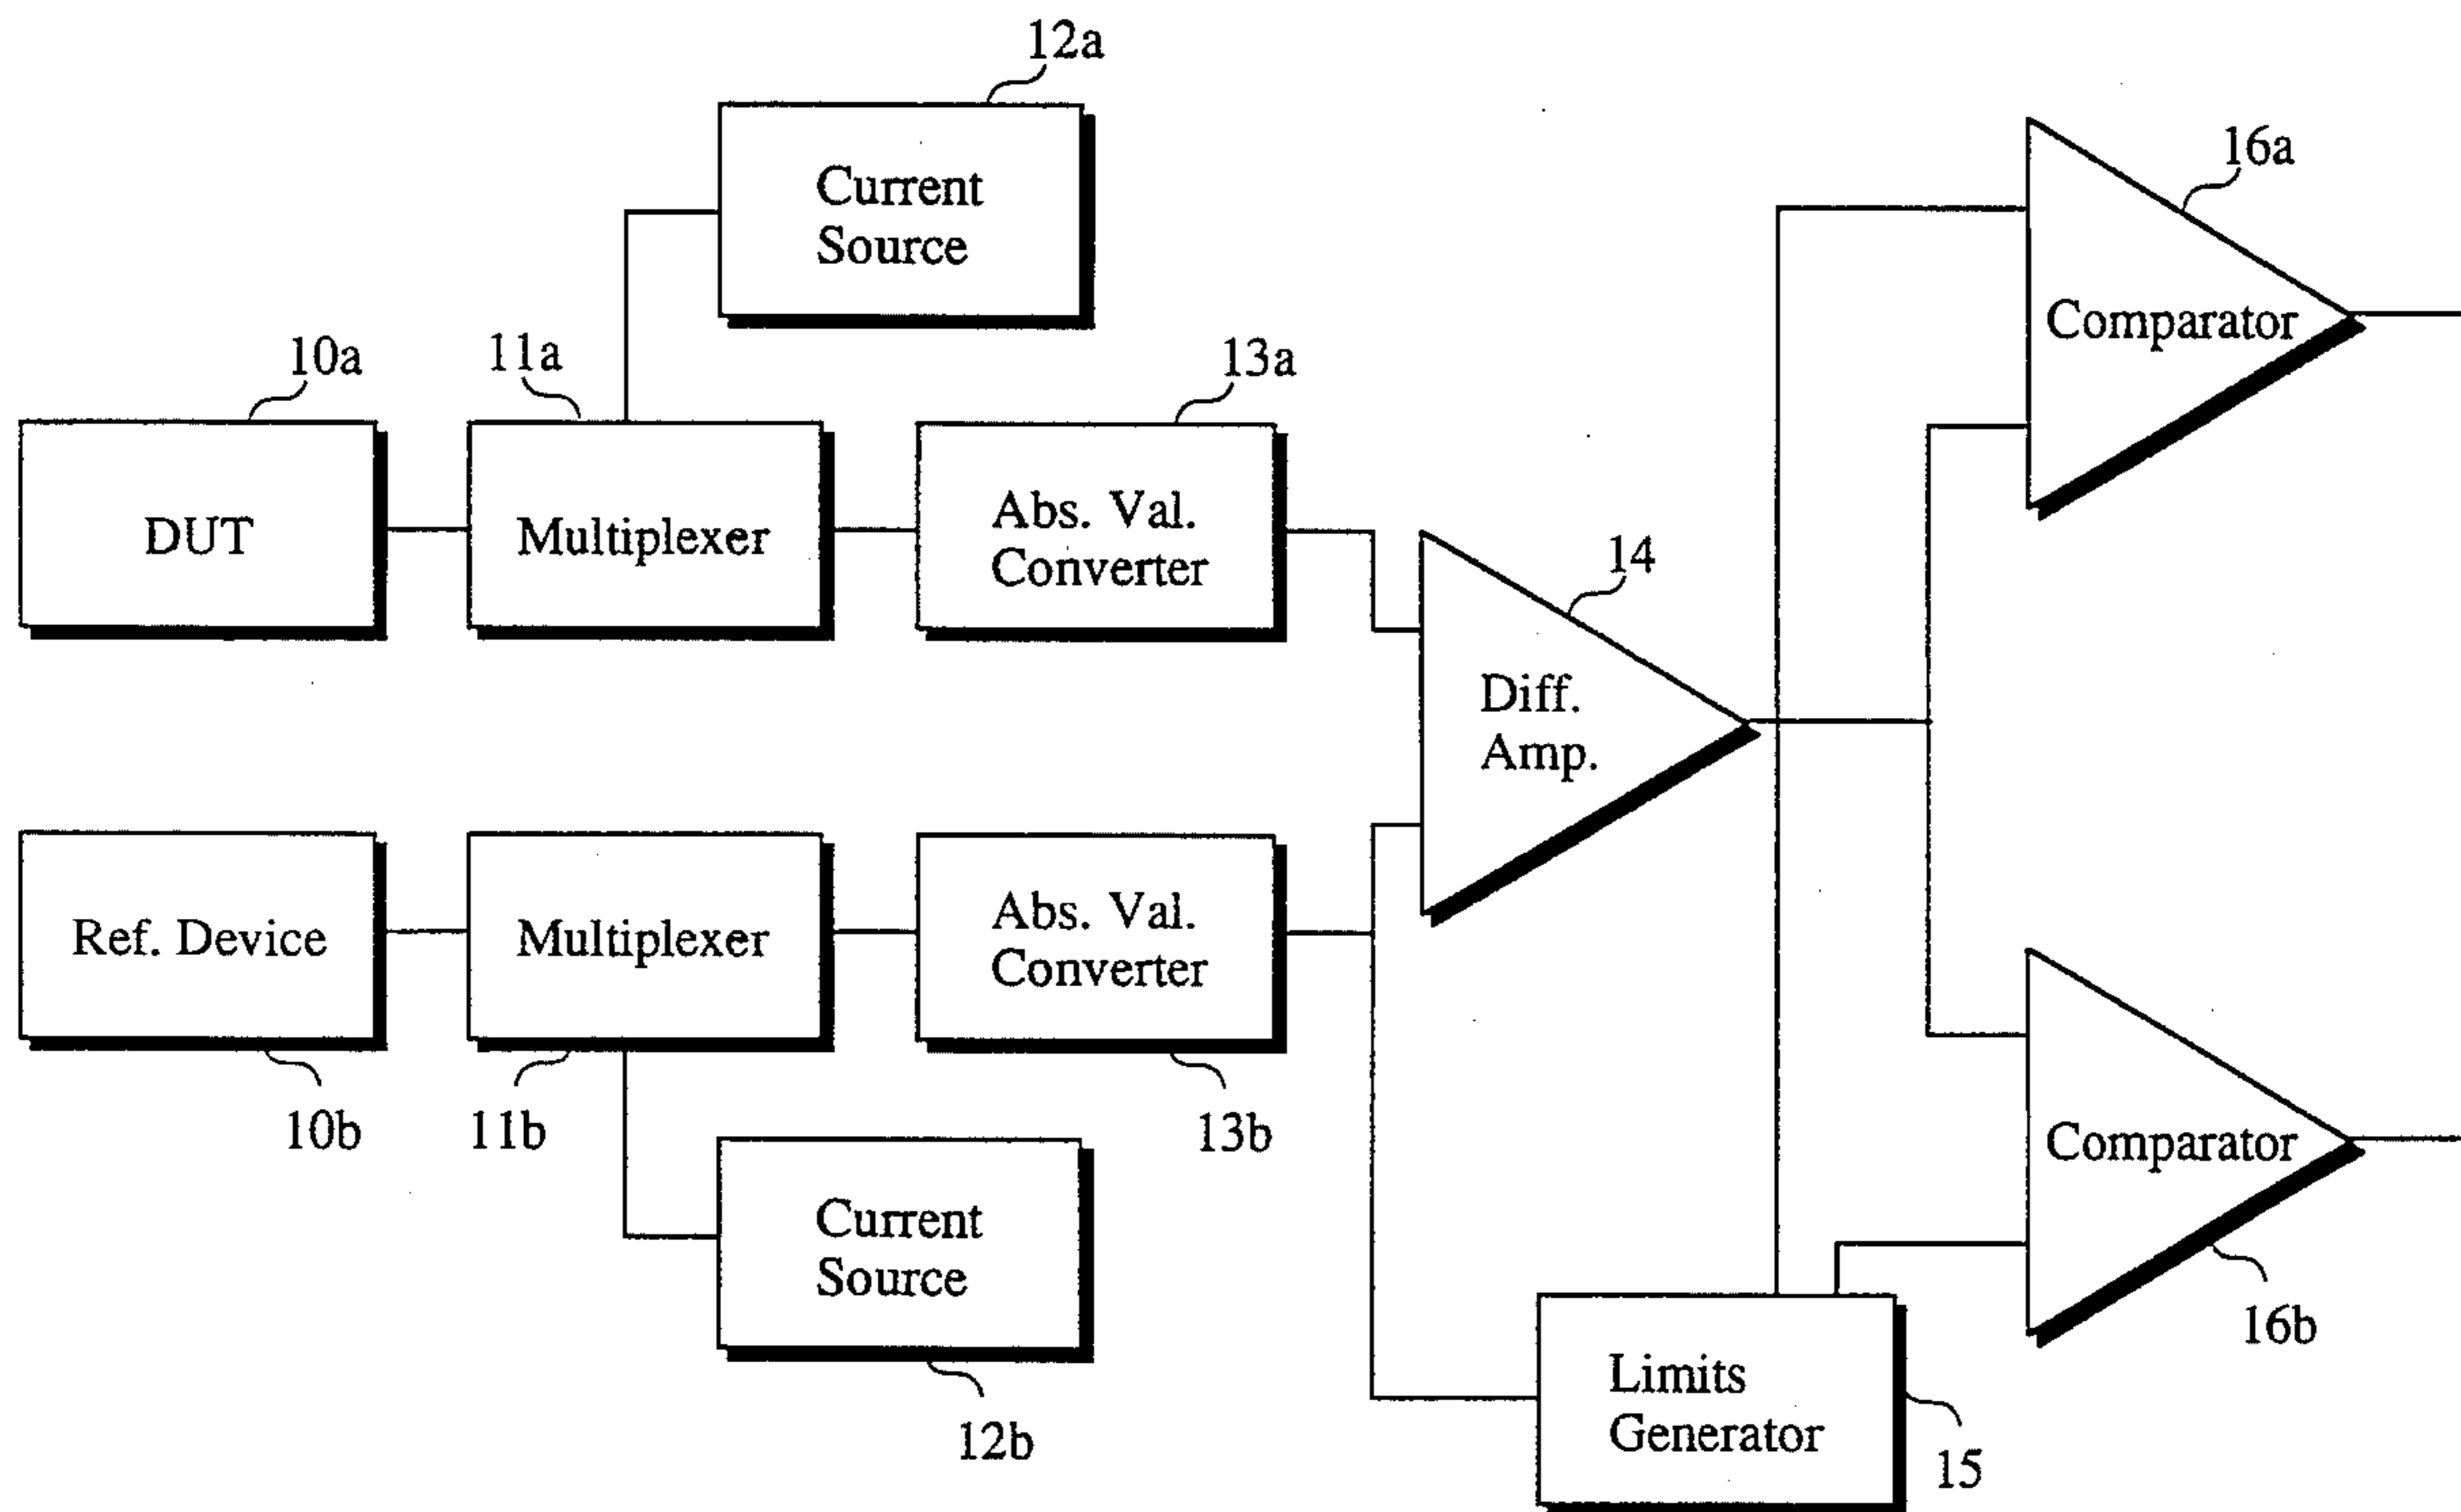 12a
Current
Source
16a
Comparator
10a
11a
13a
DUT
Multiplexer
Abs. Val.
Converter
14
Diff.
Amp.
Ref. Device
Multiplexer
Abs. Val.
Converter
10b
11b
13b
Comparator
Current
Source
16b
12b
Limits
Generator
15